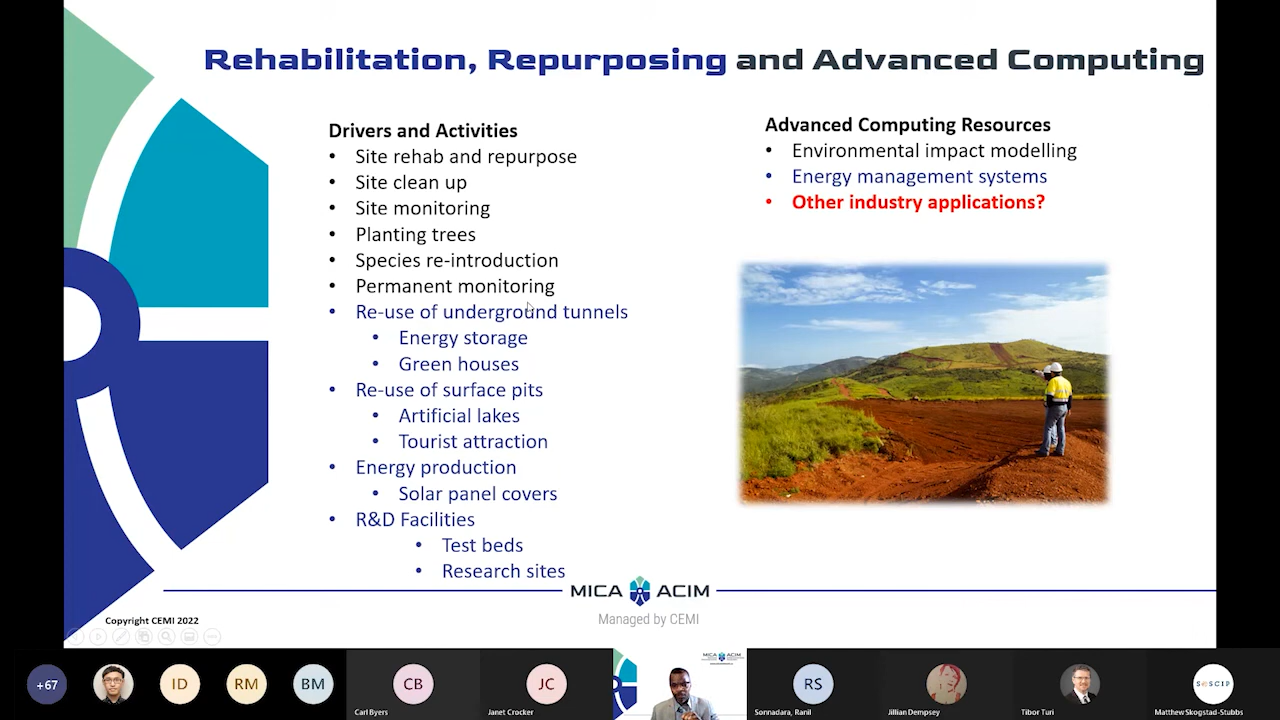 Rehabilitation, Repurposing and Advanced Computing
Drivers and Activities
• Site rehab and repurpose
• Site clean up
• Site monitoring
• Planting trees
• Species re-introduction
• Permanent monitoring
• Re-use of underground tunnels
• Energy storage
• Green houses
• Re-use of surface pits
• Artificial lakes
• Tourist attraction
• Energy production
• Solar panel covers
• R&D Facilities
• Test beds
• Research sites
Advanced Computing Resources
• Environmental impact modelling
• Energy management systems
• Other industry applications?
MICA ACIM
Managed by CEMI
Copyright CEMI 2022
+67
ID
RM
BM
CB
Carl Byers
JC
Janet Crocker
MICA ACIM
RS
Sonnadara, Ranil
Jillian Dempsey
Tibor Turi
SOSCIP
Matthew Skogstad-Stubbs